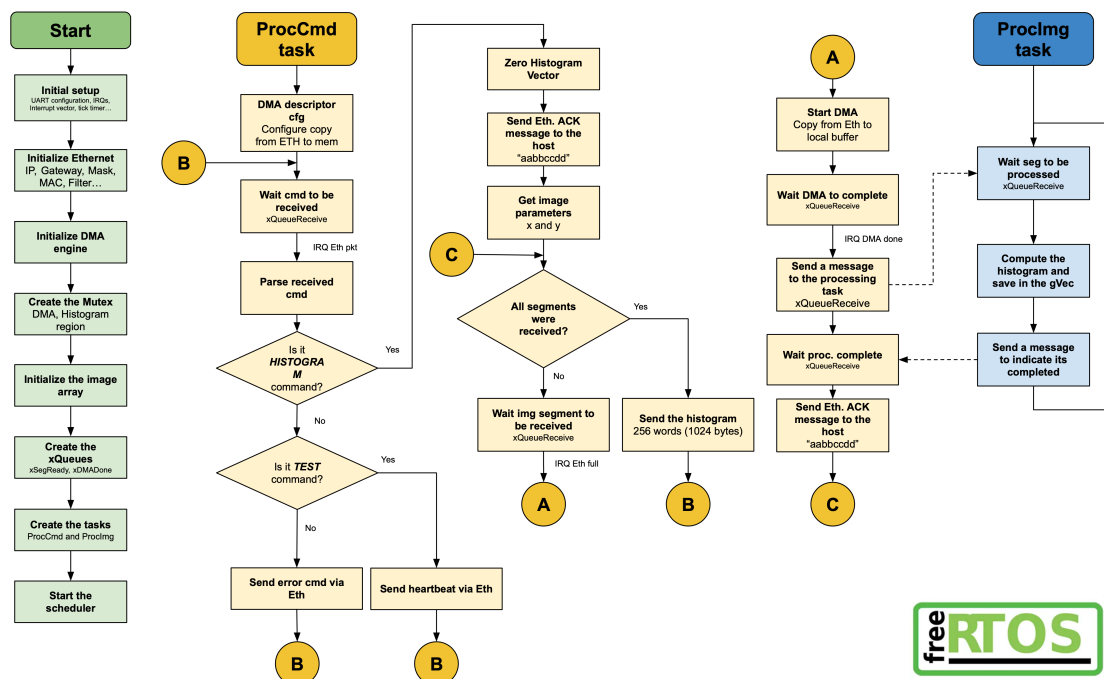 Start
Initial setup
UART configuration, IRQs,
Interrupt vector, tick timer…
Initialize Ethernet
IP, Gateway, Mask,
MAC, Filter…
Initialize DMA
engine
Create the Mutex
DMA, Histogram
region
Initialize the image
array
Create the
xQueues
xSegReady, xDMADone
Create the tasks
ProcCmd and ProcImg
Start the
scheduler
ProcCmd
task
DMA descriptor
cfg
Configure copy
from ETH to mem
B
Wait cmd to be
received
xQueueReceive
IRQ Eth pkt
Parse received
cmd
Is it
HISTOGRA
M
command?
Yes
No
Is it TEST
command?
Yes
No
Send error cmd via
Eth
B
Send heartbeat via Eth
B
Zero Histogram
Vector
Send Eth. ACK
message to the
host
“aabbccdd”
Get image
parameters
x and y
C
All segments
were
received?
Yes
No
Wait img segment to
be received
xQueueReceive
IRQ Eth full
A
Send the histogram
256 words (1024 bytes)
B
A
Start DMA
Copy from Eth to
local buffer
Wait DMA to complete
xQueueReceive
IRQ DMA done
Send a message
to the processing
task
xQueueReceive
Wait proc. complete
xQueueReceive
Send Eth. ACK
message to the
host
“aabbccdd”
C
ProcImg
task
Wait seg to be
processed
xQueueReceive
Compute the
histogram and
save in the gVec
Send a message
to indicate its
completed
free
RTOS